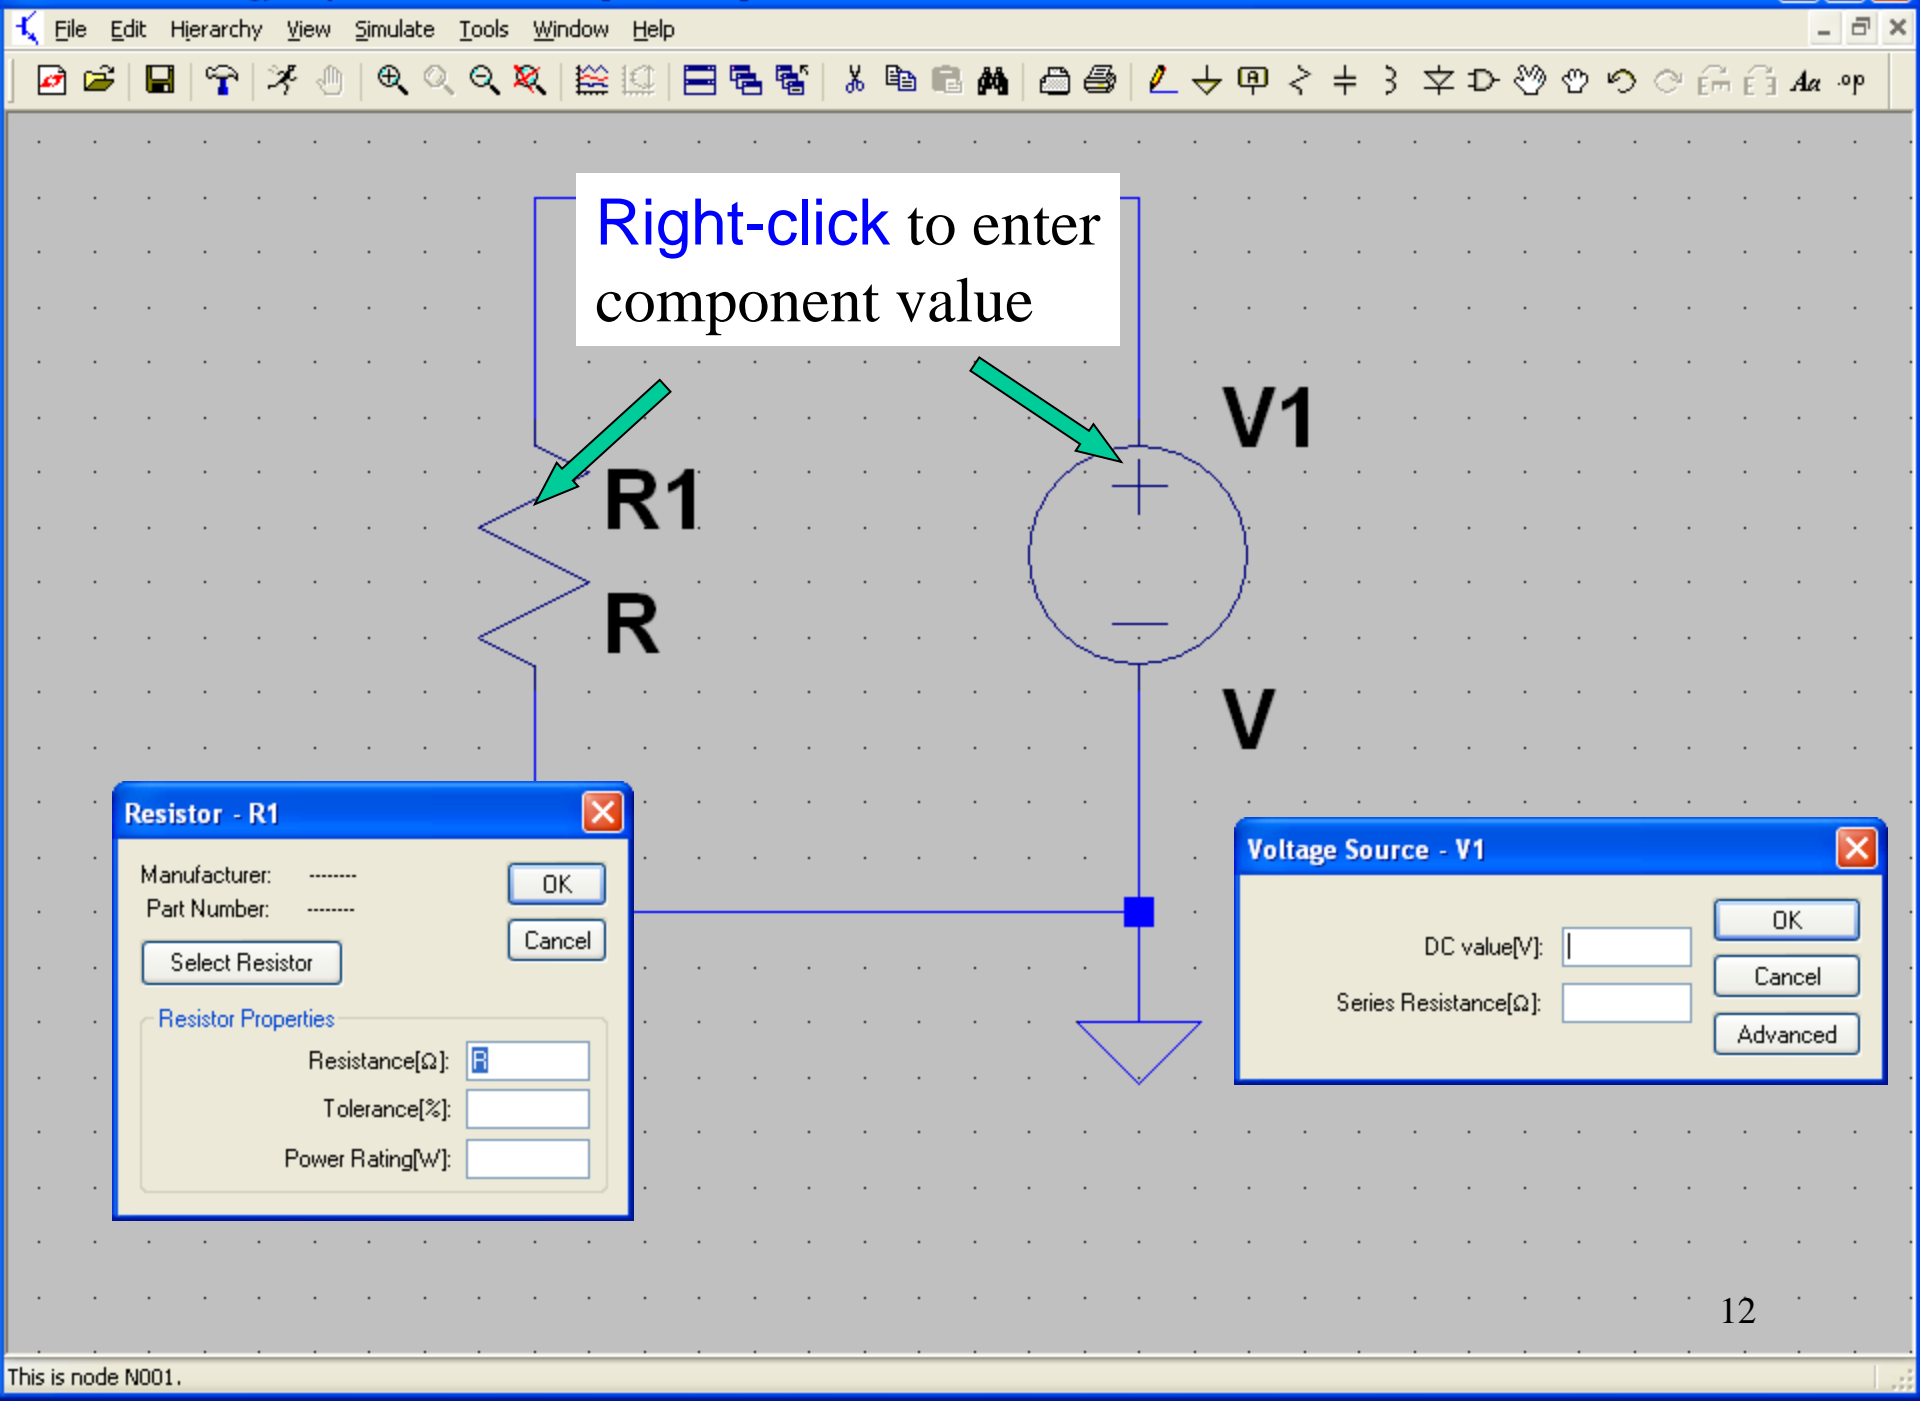 File Edit Hierarchy View Simulate Tools Window Help
Aa .op
Right-click to enter
component value
V1
R1
R
V
Resistor - R1
Manufacturer: --------
OK
Part Number: --------
Cancel
Select Resistor
Resistor Properties
Resistance[Ω]: R
Tolerance[%]:
Power Rating[W]:
Voltage Source - V1
OK
DC value[V]:
Cancel
Series Resistance[Ω]:
Advanced
12
This is node N001.